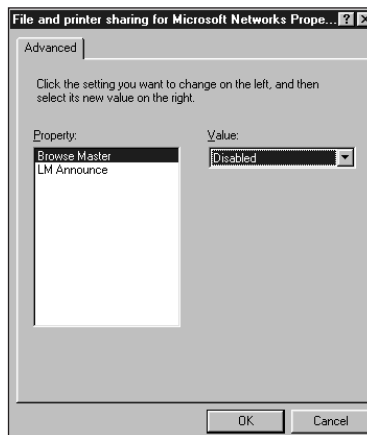 File and printer sharing for Microsoft Networks Prope... ? ×
Advanced
Click the setting you want to change on the left, and then
select its new value on the right.
Property:
Value:
Browse Master
Disabled
LM Announce
OK
Cancel